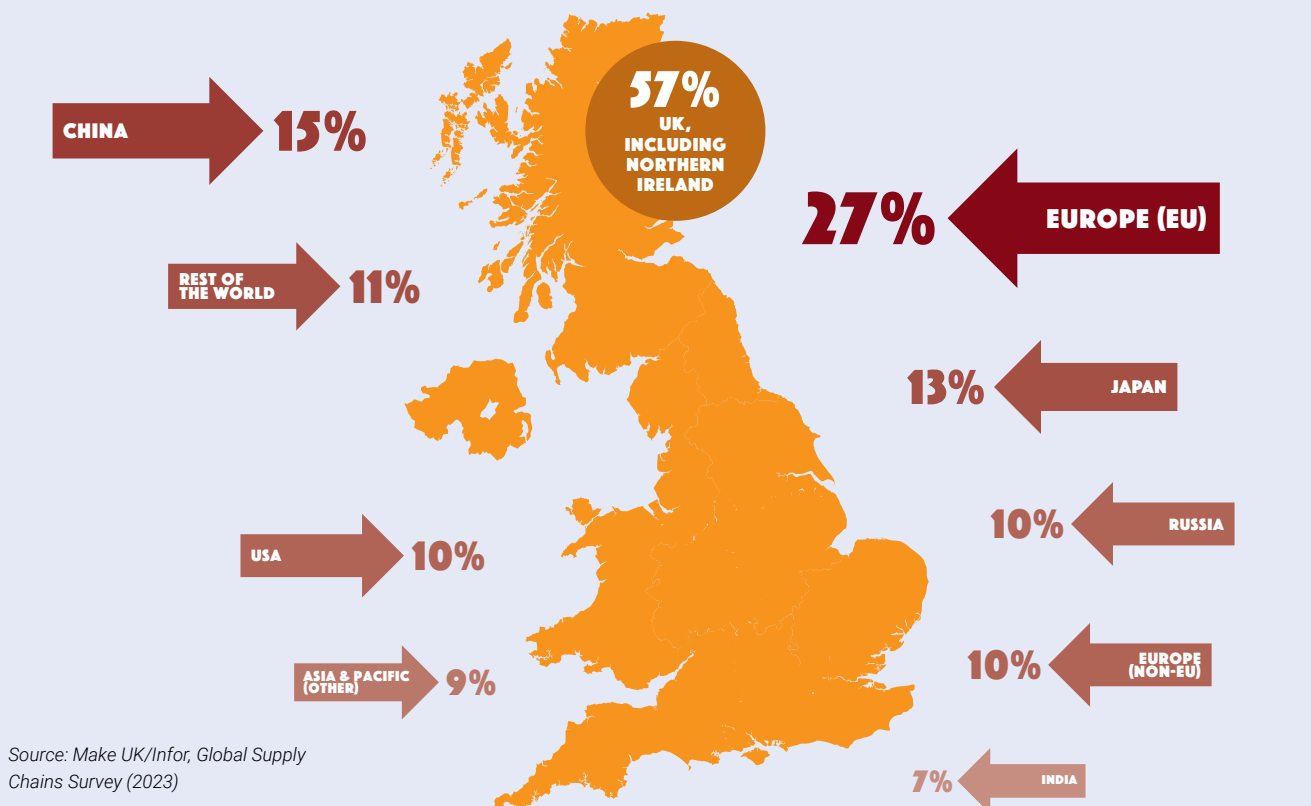 57%
UK,
INCLUDING
NORTHERN
IRELAND
CHINA
15%
27%
EUROPE (EU)
REST OF
THE WORLD
11%
13%
JAPAN
10%
RUSSIA
USA
10%
10%
EUROPE
(NON-EU)
ASIA & PACIFIC
(OTHER)
9%
7%
INDIA
Source: Make UK/Infor, Global Supply
Chains Survey (2023)